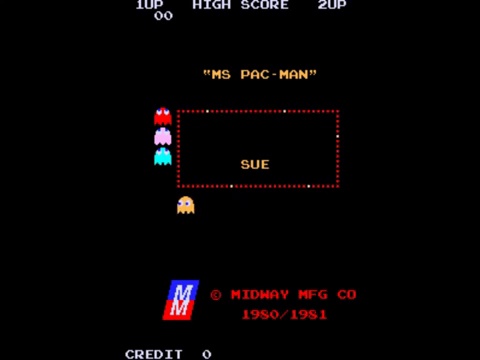 1UP HIGH SCORE 2UP
00
"MS PAC-MAN"
SUE
MM
© MIDWAY MFG CO
1980/1981
CREDIT 0